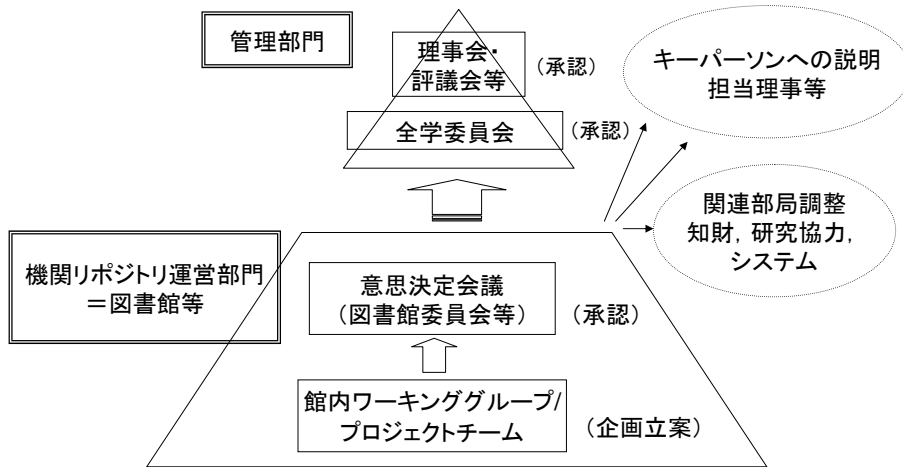 管理部門
理事会・
評議会等
（承認）
全学委員会
（承認）
キーパーソンへの説明
担当理事等
関連部局調整
知財，研究協力，
システム
機関リポジトリ運営部門
＝図書館等
意思決定会議
（図書館委員会等）
（承認）
館内ワーキンググループ/
プロジェクトチーム
（企画立案）